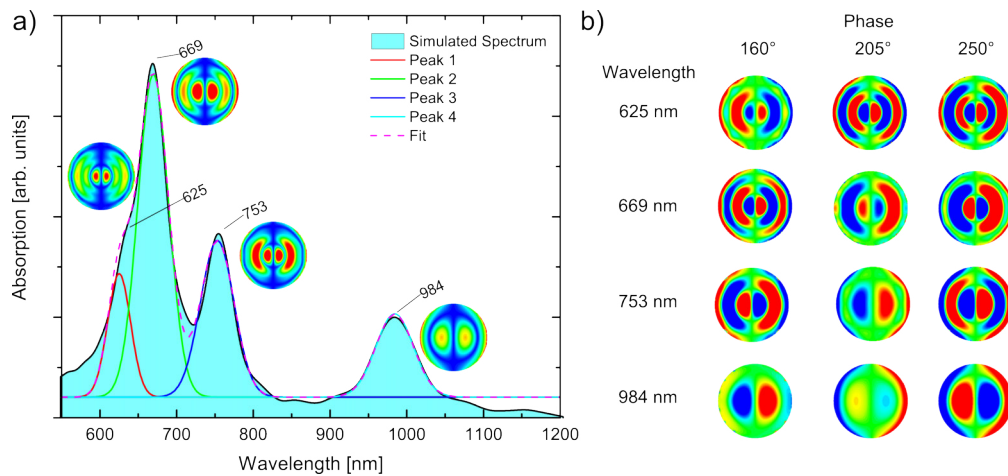 a)
669
625
753
984
Simulated Spectrum
Peak 1
Peak 2
Peak 3
Peak 4
Fit
Absorption [arb. units]
600 700 800 900 1000 1100 1200
Wavelength [nm]
b)
Phase
160° 205° 250°
Wavelength
625 nm
669 nm
753 nm
984 nm